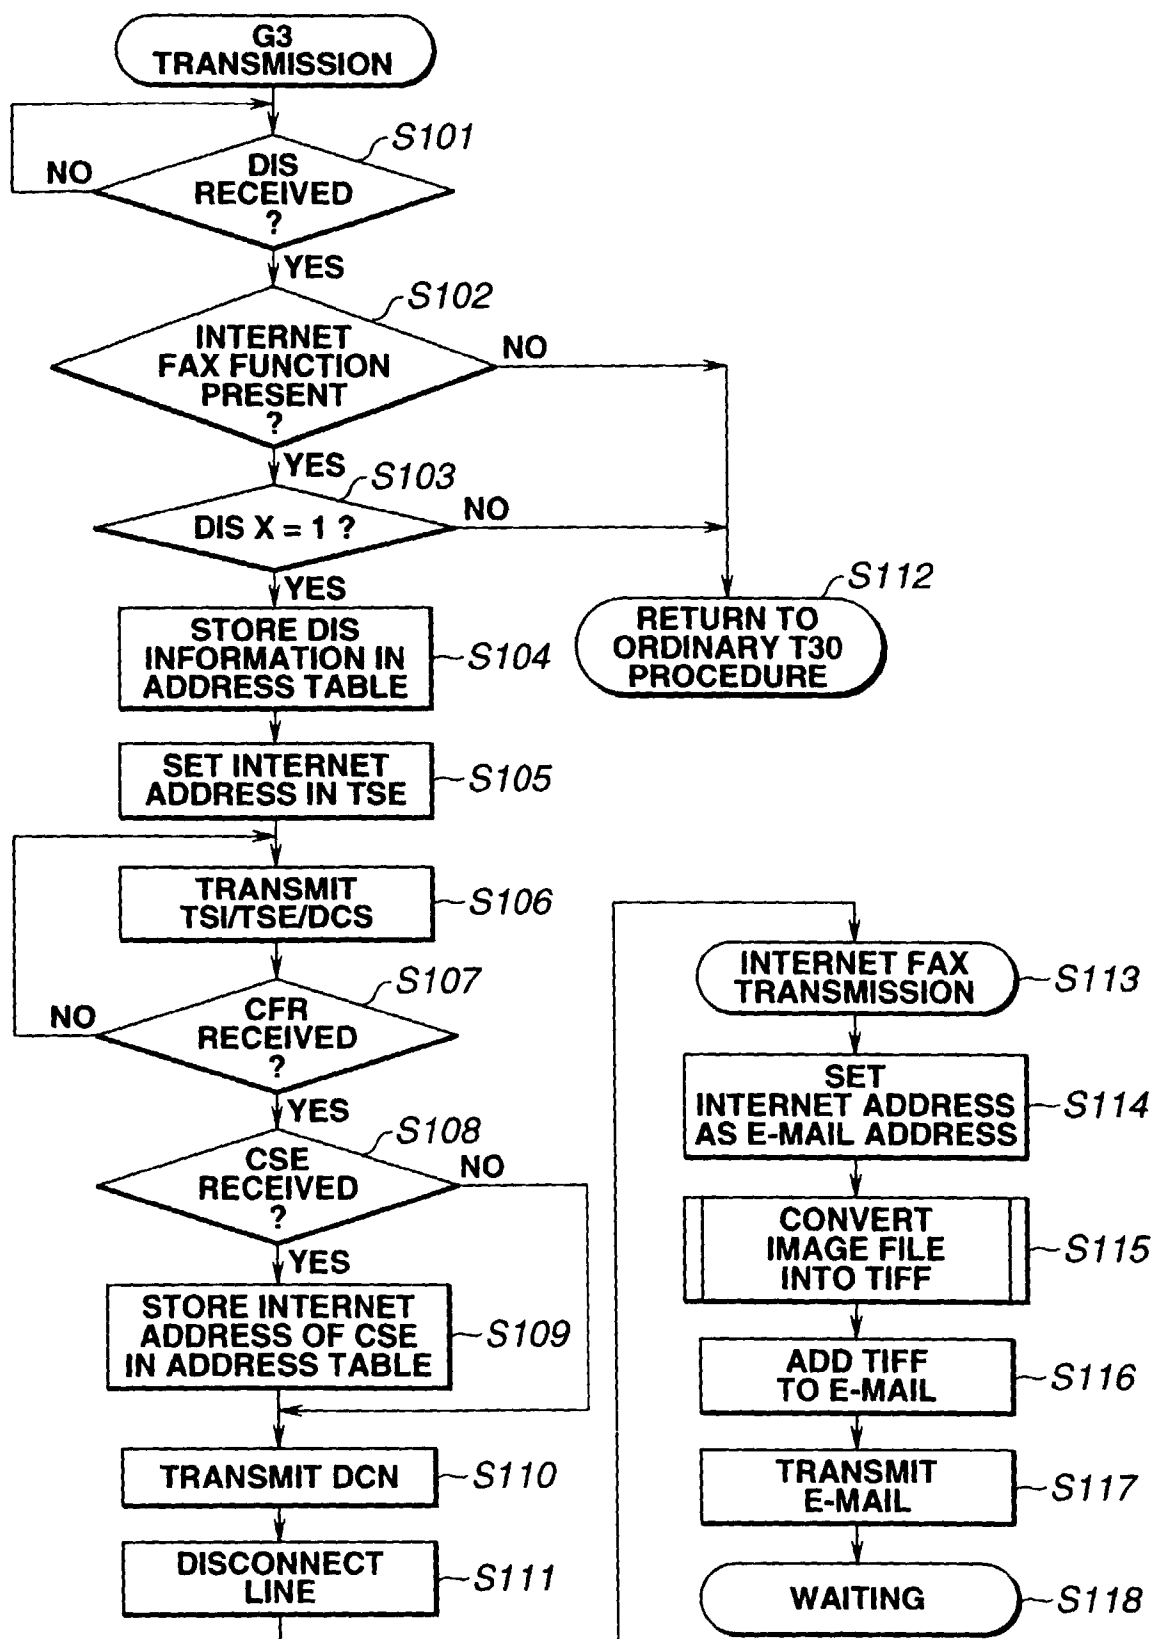 G3
TRANSMISSION
S101
NO
DIS
RECEIVED
?
YES
S102
INTERNET
FAX FUNCTION
PRESENT
?
NO
YES
S103
DIS X = 1 ?
NO
YES
S112
RETURN TO
ORDINARY T30
PROCEDURE
STORE DIS
INFORMATION IN
ADDRESS TABLE
S104
SET INTERNET
ADDRESS IN TSE
S105
TRANSMIT
TSI/TSE/DCS
S106
S107
NO
CFR
RECEIVED
?
YES
S108
CSE
RECEIVED
?
NO
YES
STORE INTERNET
ADDRESS OF CSE
IN ADDRESS TABLE
S109
TRANSMIT DCN
S110
DISCONNECT
LINE
S111
INTERNET FAX
TRANSMISSION
S113
SET
INTERNET ADDRESS
AS E-MAIL ADDRESS
S114
CONVERT
IMAGE FILE
INTO TIFF
S115
ADD TIFF
TO E-MAIL
S116
TRANSMIT
E-MAIL
S117
WAITING
S118